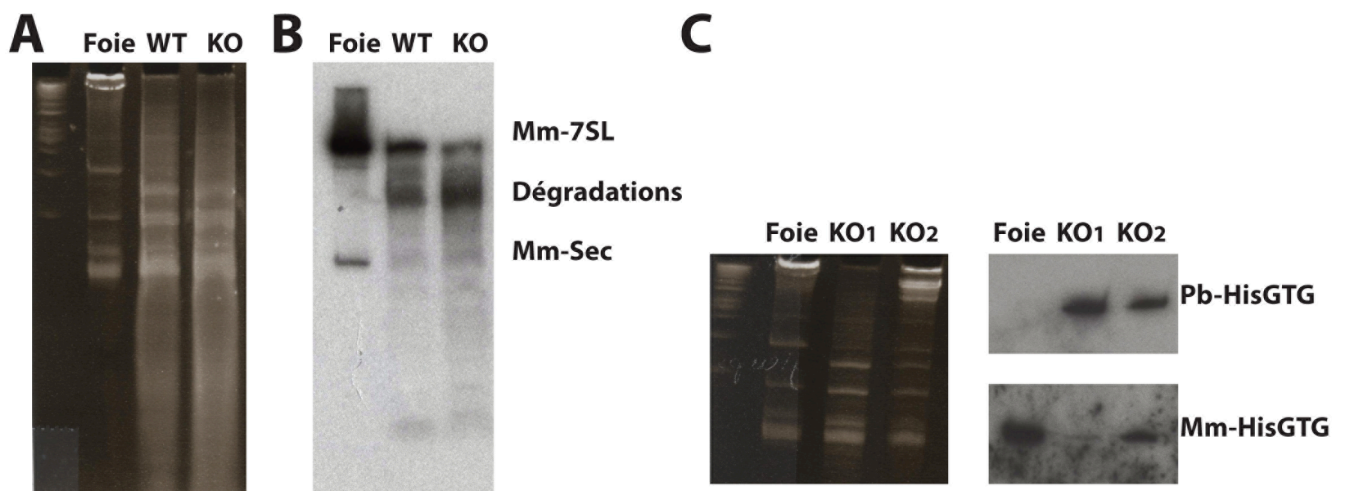 A
Foie WT KO
B
Foie WT KO
Mm-7SL
Dégradations
Mm-Sec
C
Foie KO1 KO2
Foie KO1 KO2
Pb-HisGTG
Mm-HisGTG